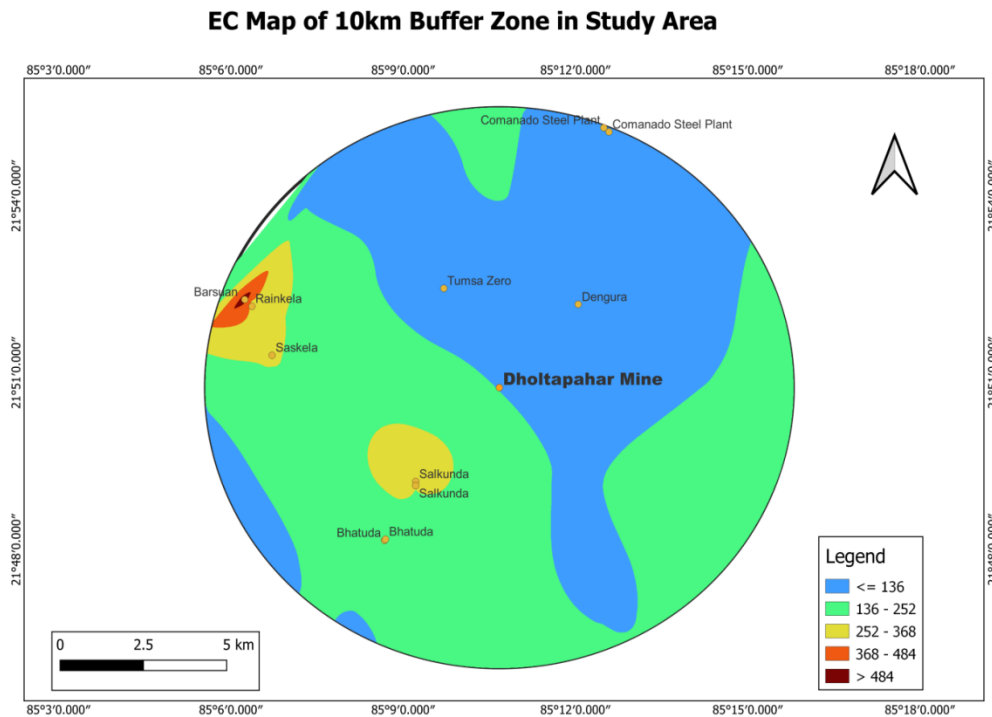 EC Map of 10km Buffer Zone in Study Area
85°3'0.000" 85°6'0.000" 85°9'0.000" 85°12'0.000" 85°15'0.000" 85°18'0.000"
21°54'0.000" 21°54'0.000"
21°51'0.000" 21°51'0.000"
21°48'0.000" 21°48'0.000"
Comanado Steel Plant
Comanado Steel Plant
Tumsa Zero
Barsuan
Rainkela
Dengura
Saskela
Dholtapahar Mine
Salkunda
Salkunda
Bhatuda Bhatuda
Legend
<= 136
136 - 252
252 - 368
368 - 484
> 484
0 2.5 5 km
85°3'0.000" 85°6'0.000" 85°9'0.000" 85°12'0.000" 85°15'0.000" 85°18'0.000"